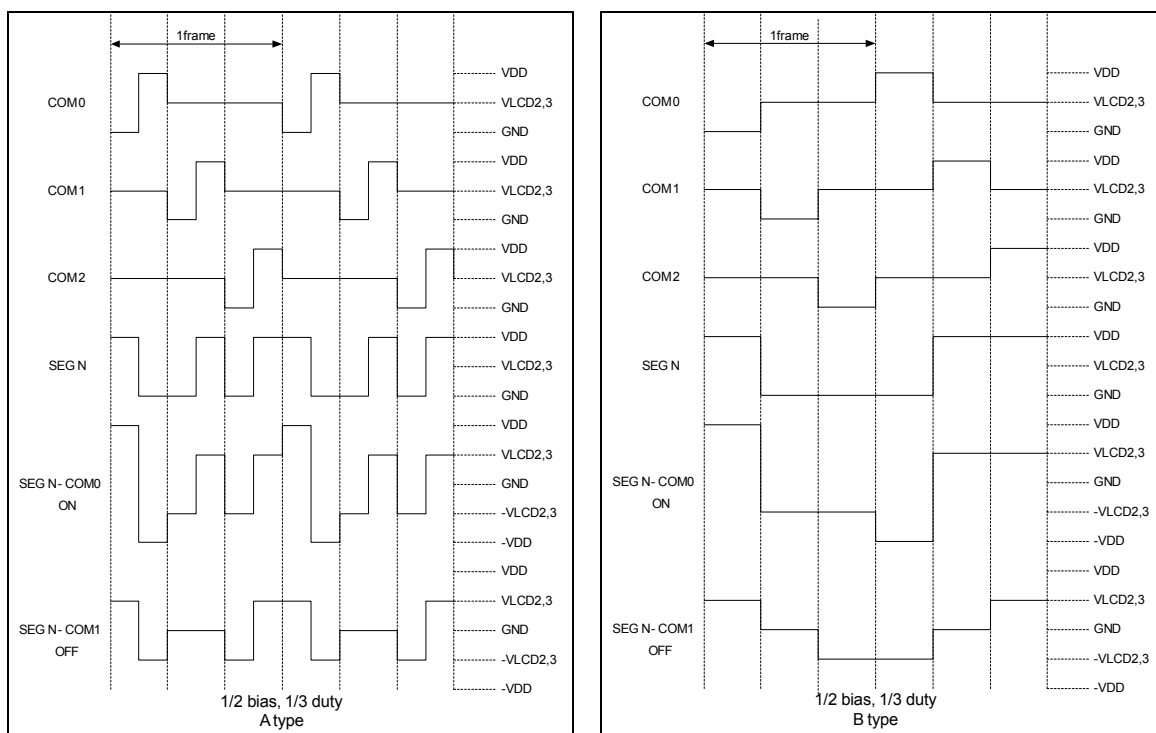 1frame
COM0
VDD
VLCD2,3
GND
COM1
VDD
VLCD2,3
GND
COM2
VDD
VLCD2,3
GND
SEG N
VDD
VLCD2,3
GND
SEG N- COM0
ON
VDD
VLCD2,3
GND
-VLCD2,3
-VDD
SEG N- COM1
OFF
VDD
VLCD2,3
GND
-VLCD2,3
-VDD
1/2 bias, 1/3 duty
A type
1frame
COM0
VDD
VLCD2,3
GND
COM1
VDD
VLCD2,3
GND
COM2
VDD
VLCD2,3
GND
SEG N
VDD
VLCD2,3
GND
SEG N- COM0
ON
VDD
VLCD2,3
GND
-VLCD2,3
-VDD
SEG N- COM1
OFF
VDD
VLCD2,3
GND
-VLCD2,3
-VDD
1/2 bias, 1/3 duty
B type